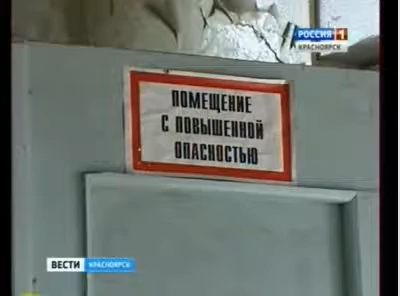 РОССИЯ 1
КРАСНОЯРСК
ПОМЕЩЕНИЕ
С ПОВЫШЕННОЙ
ОПАСНОСТЬЮ
ВЕСТИ КРАСНОЯРСК